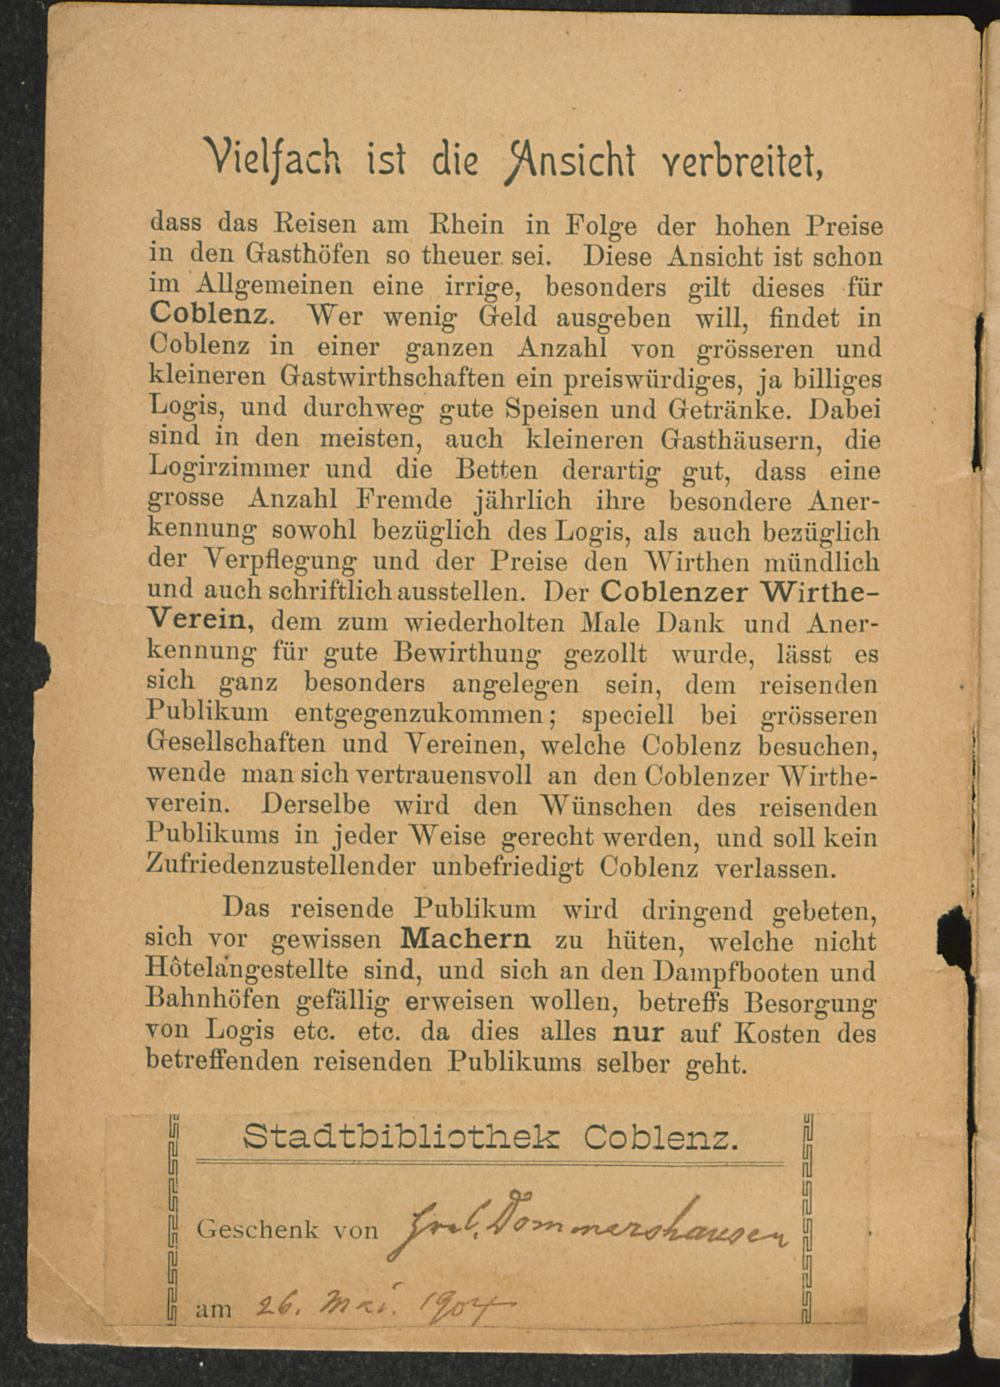 Vielfach ist die Ansicht verbreitet,
dass das Reisen am Rhein in Folge der hohen Preise
in den Gasthöfen so theuer sei. Diese Ansicht ist schon
im Allgemeinen eine irrige, besonders gilt dieses für
Coblenz. Wer wenig Geld ausgeben will, findet in
Coblenz in einer ganzen Anzahl von grösseren und
kleineren Gastwirthschaften ein preiswürdiges, ja billiges
Logis, und durchweg gute Speisen und Getränke. Dabei
sind in den meisten, auch kleineren Gasthäusern, die
Logirzimmer und die Betten derartig gut, dass eine
grosse Anzahl Fremde jährlich ihre besondere Aner-
kennung sowohl bezüglich des Logis, als auch bezüglich
der Verpflegung und der Preise den Wirthen mündlich
und auch schriftlich ausstellen. Der Coblenzer Wirthe-
Verein, dem zum wiederholten Male Dank und Aner-
kennung für gute Bewirthung gezollt wurde, lässt es
sich ganz besonders angelegen sein, dem reisenden
Publikum entgegenzukommen; speciell bei grösseren
Gesellschaften und Vereinen, welche Coblenz besuchen,
wende man sich vertrauensvoll an den Coblenzer Wirthe-
verein. Derselbe wird den Wünschen des reisenden
Publikums in jeder Weise gerecht werden, und soll kein
Zufriedenzustellender unbefriedigt Coblenz verlassen.
Das reisende Publikum wird dringend gebeten,
sich vor gewissen Machern zu hüten, welche nicht
Hôtelangestellte sind, und sich an den Dampfbooten und
Bahnhöfen gefällig erweisen wollen, betreffs Besorgung
von Logis etc. etc. da dies alles nur auf Kosten des
betreffenden reisenden Publikums selber geht.
Stadtbibliothek Coblenz.
Geschenk von Dommershausen
am 26. Mai. 1904